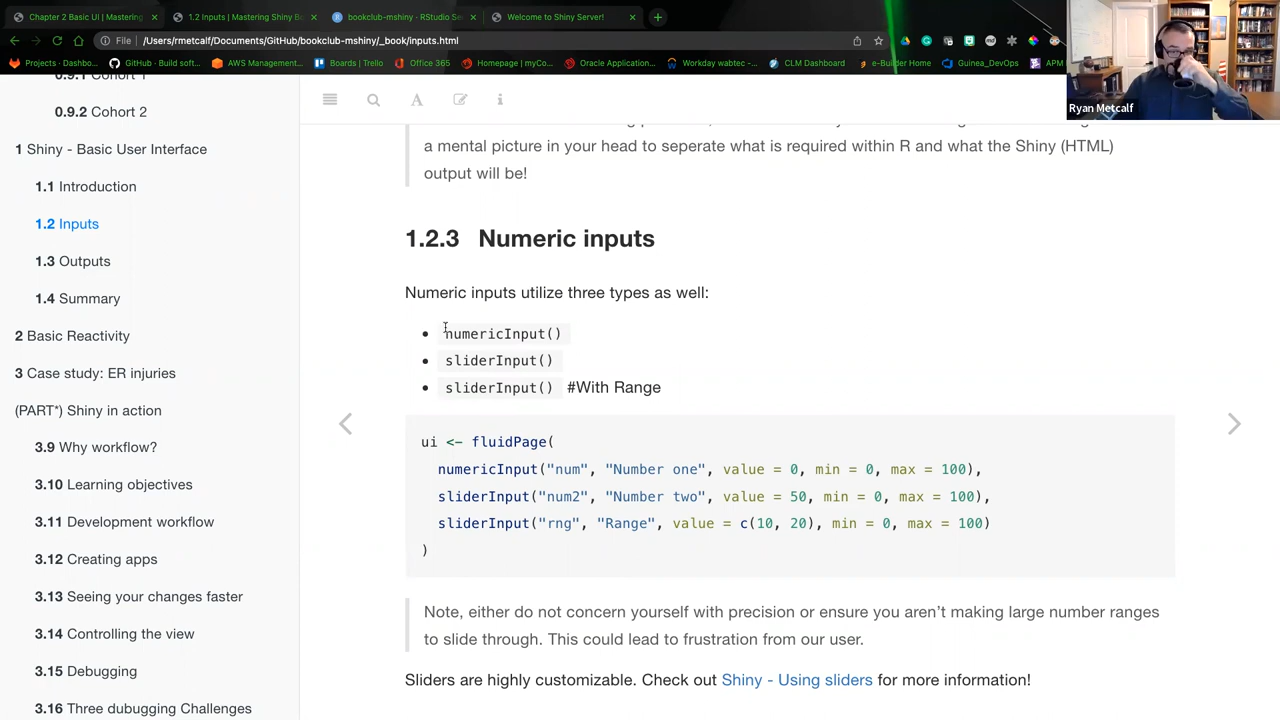 Chapter 2 Basic UI | Mastering
1.2 Inputs | Mastering Shiny B
bookclub-mshiny · RStudio Se
Welcome to Shiny Server!
File
/Users/rmetcalf/Documents/GitHub/bookclub-mshiny/_book/inputs.html
Projects · Dashbo...
GitHub · Build soft...
AWS Management...
Boards | Trello
Office 365
Homepage | myCo...
Oracle Application...
Workday wabtec -...
CLM Dashboard
e-Builder Home
Guinea_DevOps
APM
Ryan Metcalf
0.9.1 Cohort 1
0.9.2 Cohort 2
1 Shiny - Basic User Interface
1.1 Introduction
1.2 Inputs
1.3 Outputs
1.4 Summary
2 Basic Reactivity
3 Case study: ER injuries
(PART*) Shiny in action
3.9 Why workflow?
3.10 Learning objectives
3.11 Development workflow
3.12 Creating apps
3.13 Seeing your changes faster
3.14 Controlling the view
3.15 Debugging
3.16 Three dubugging Challenges
a mental picture in your head to seperate what is required within R and what the Shiny (HTML)
output will be!
1.2.3 Numeric inputs
Numeric inputs utilize three types as well:
• numericInput()
• sliderInput()
• sliderInput() #With Range
ui <- fluidPage(
numericInput("num", "Number one", value = 0, min = 0, max = 100),
sliderInput("num2", "Number two", value = 50, min = 0, max = 100),
sliderInput("rng", "Range", value = c(10, 20), min = 0, max = 100)
)
Note, either do not concern yourself with precision or ensure you aren't making large number ranges
to slide through. This could lead to frustration from our user.
Sliders are highly customizable. Check out Shiny - Using sliders for more information!